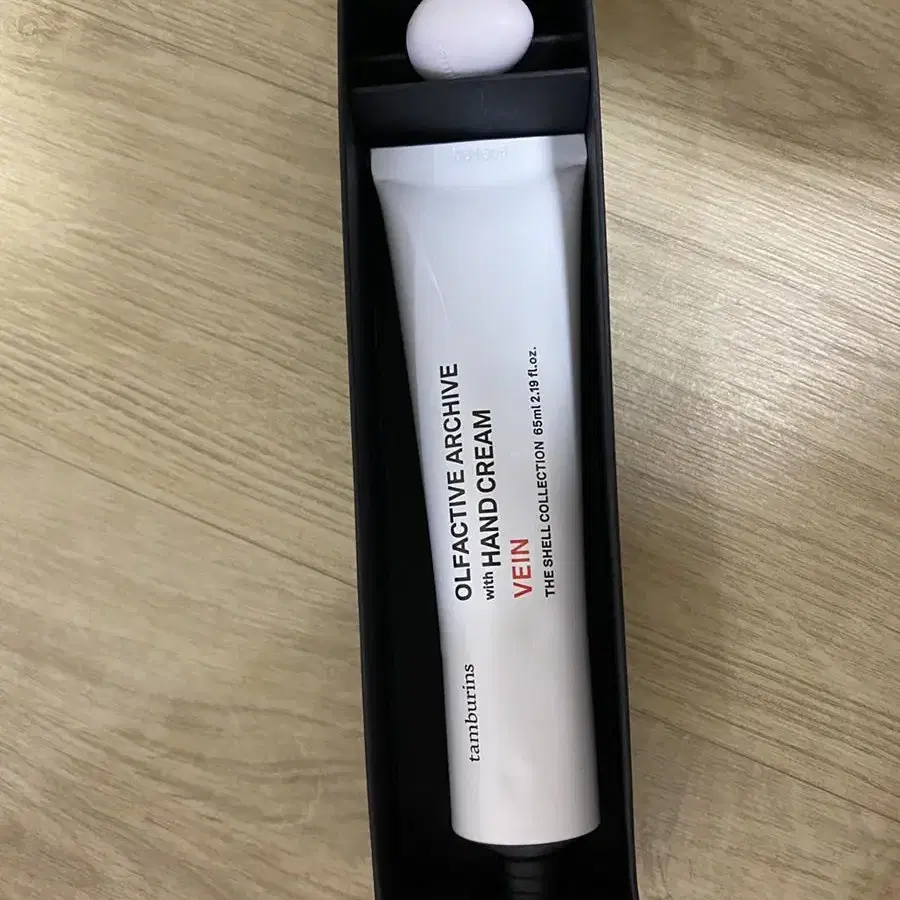 OLFACTIVE ARCHIVE
with HAND CREAM
VEIN
THE SHELL COLLECTION 65ml 2.19 fl.oz.
tamburins